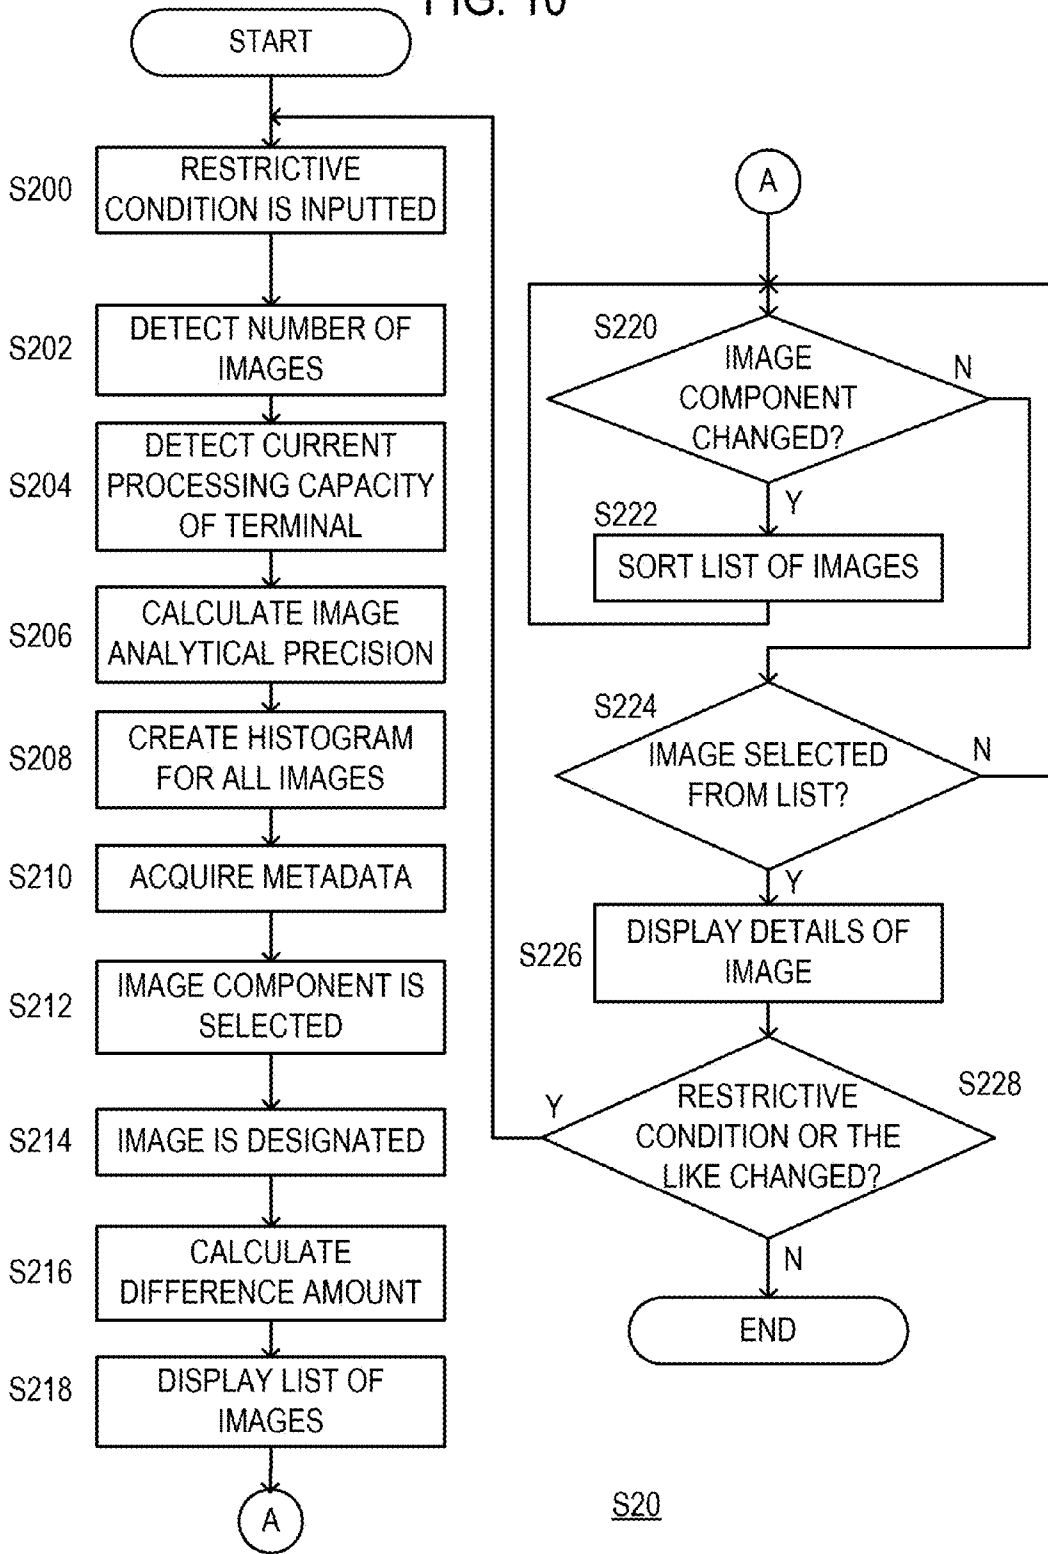 FIG. 10
START
S200
RESTRICTIVE
CONDITION IS INPUTTED
S202
DETECT NUMBER OF
IMAGES
S204
DETECT CURRENT
PROCESSING CAPACITY
OF TERMINAL
S206
CALCULATE IMAGE
ANALYTICAL PRECISION
S208
CREATE HISTOGRAM
FOR ALL IMAGES
S210
ACQUIRE METADATA
S212
IMAGE COMPONENT IS
SELECTED
S214
IMAGE IS DESIGNATED
S216
CALCULATE
DIFFERENCE AMOUNT
S218
DISPLAY LIST OF
IMAGES
A
A
S220
IMAGE
COMPONENT
CHANGED?
N
Y
S222
SORT LIST OF IMAGES
S224
IMAGE SELECTED
FROM LIST?
N
Y
S226
DISPLAY DETAILS OF
IMAGE
S228
RESTRICTIVE
CONDITION OR THE
LIKE CHANGED?
Y
N
END
S20